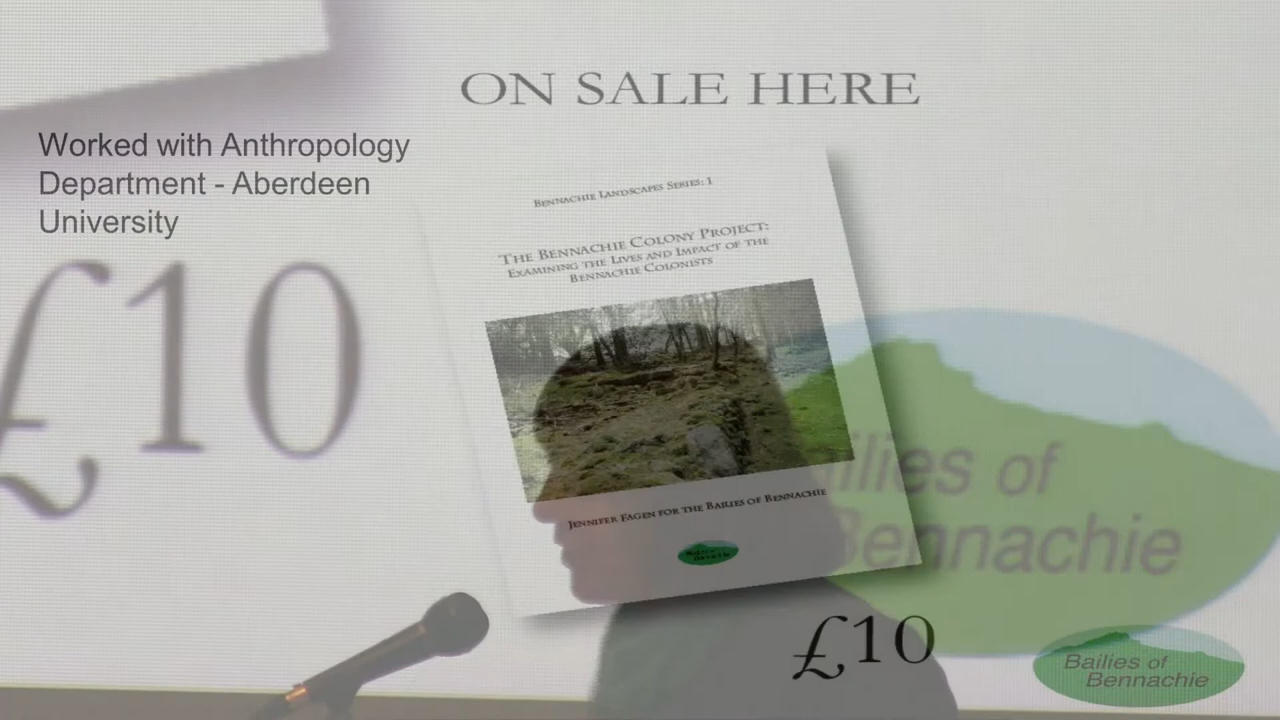 ON SALE HERE
Worked with Anthropology
Department - Aberdeen
University
£10
BENNACHIE LANDSCAPES SERIES: 1
THE BENNACHIE COLONY PROJECT:
EXAMINING THE LIVES AND IMPACT OF THE
BENNACHIE COLONISTS
JENNIFER FAGEN FOR THE BAILIES OF BENNACHIE
ilies of
Bennachie
£10
Bailies of
Bennachie